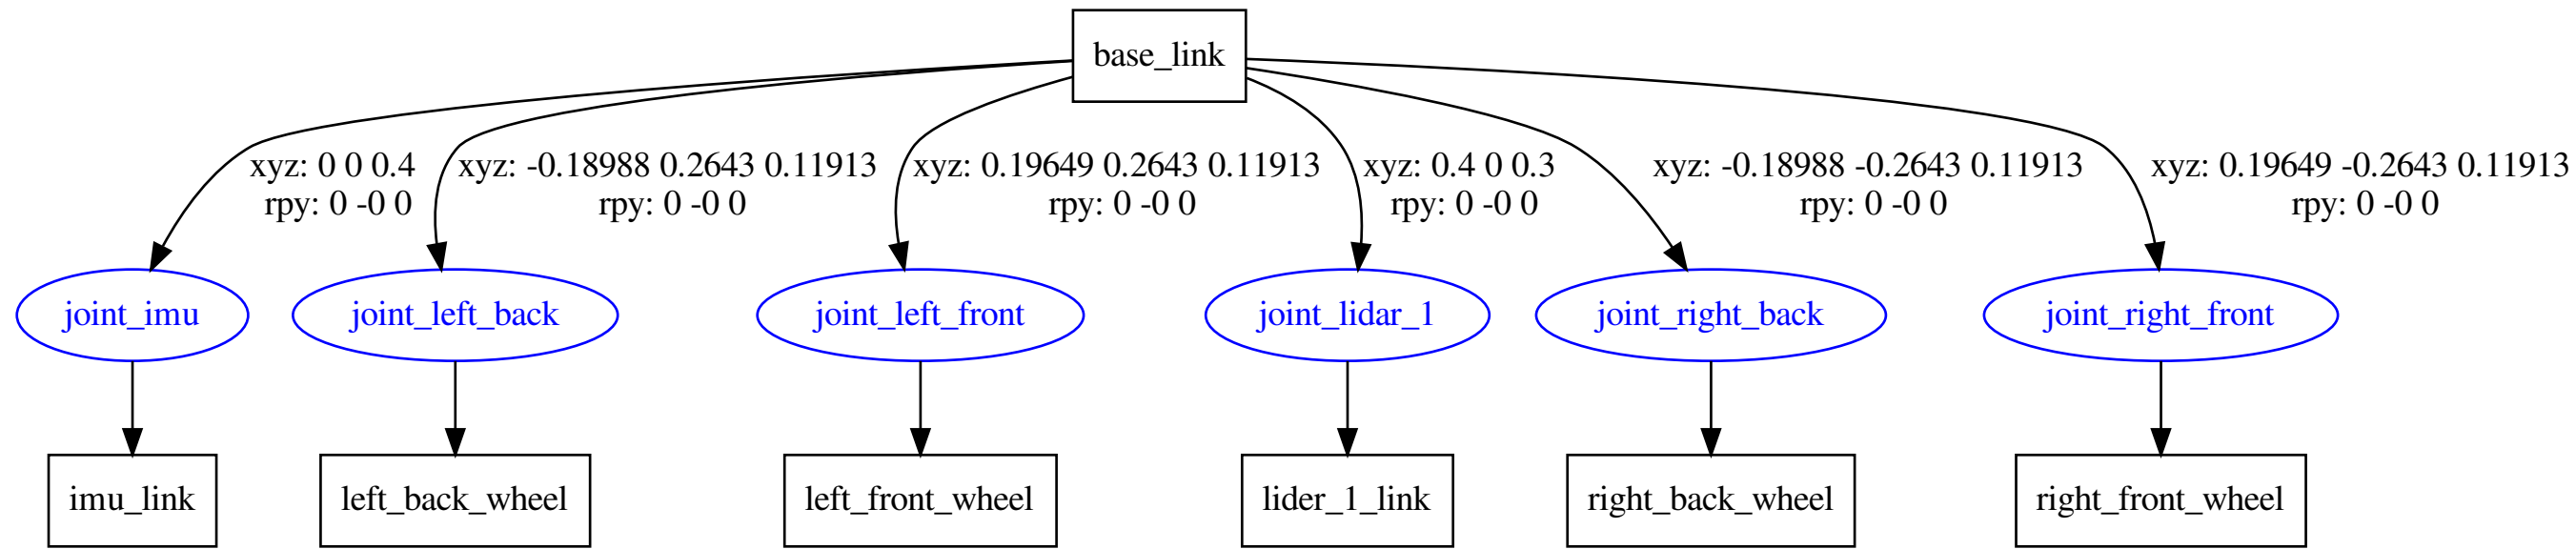 base_link
xyz: 0 0 0.4
rpy: 0 -0 0
xyz: -0.18988 0.2643 0.11913
rpy: 0 -0 0
xyz: 0.19649 0.2643 0.11913
rpy: 0 -0 0
xyz: 0.4 0 0.3
rpy: 0 -0 0
xyz: -0.18988 -0.2643 0.11913
rpy: 0 -0 0
xyz: 0.19649 -0.2643 0.11913
rpy: 0 -0 0
joint_imu
joint_left_back
joint_left_front
joint_lidar_1
joint_right_back
joint_right_front
imu_link
left_back_wheel
left_front_wheel
lider_1_link
right_back_wheel
right_front_wheel